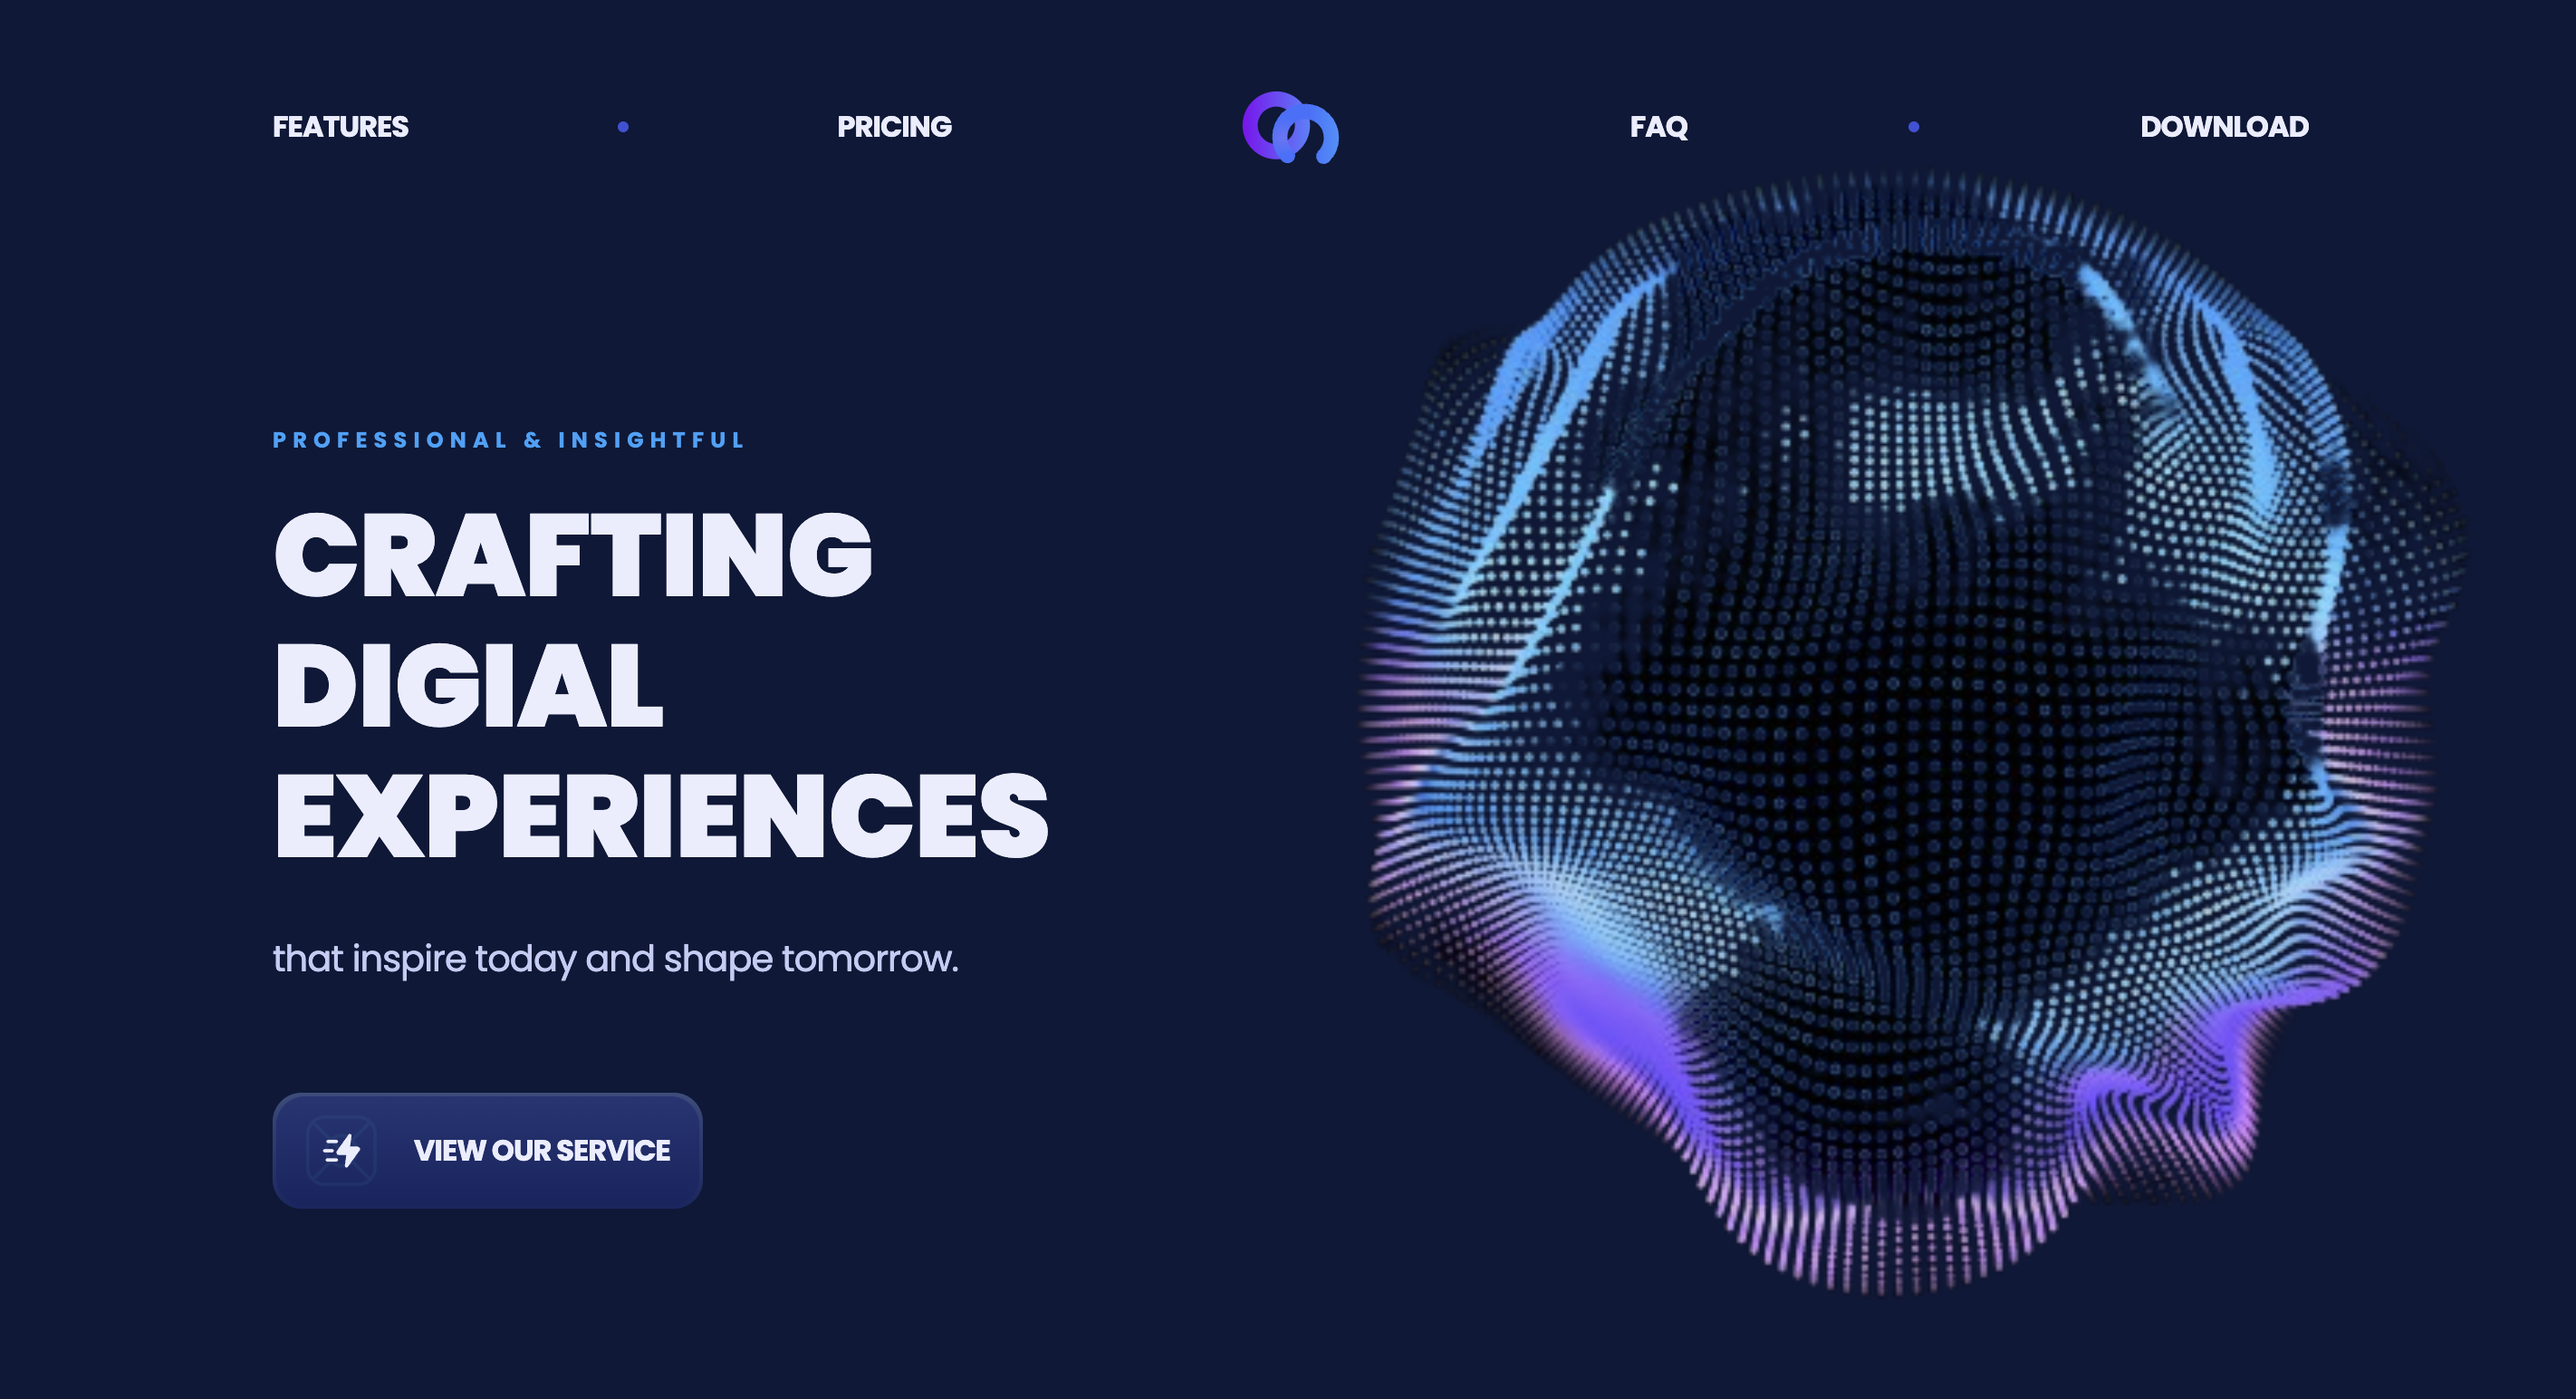 FEATURES
PRICING
FAQ
DOWNLOAD
PROFESSIONAL & INSIGHTFUL
CRAFTING
DIGIAL
EXPERIENCES
that inspire today and shape tomorrow.
VIEW OUR SERVICE